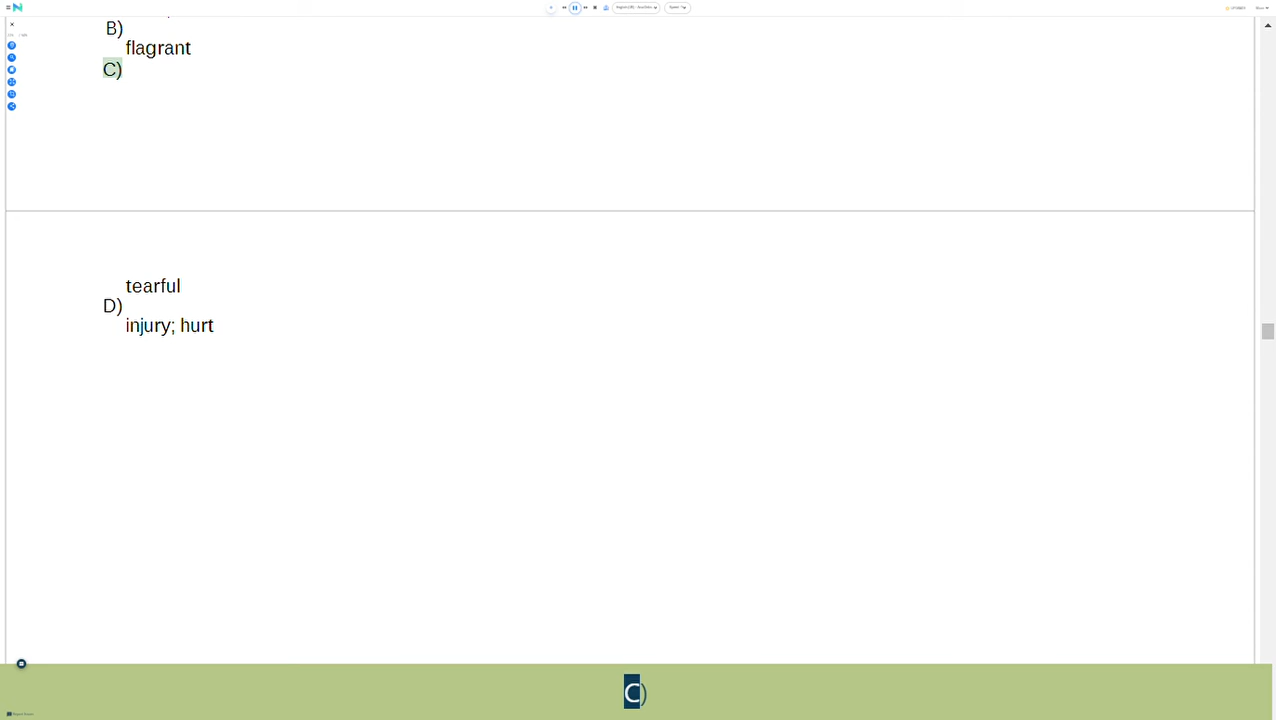 B)
flagrant
C)
tearful
D)
injury; hurt
C)